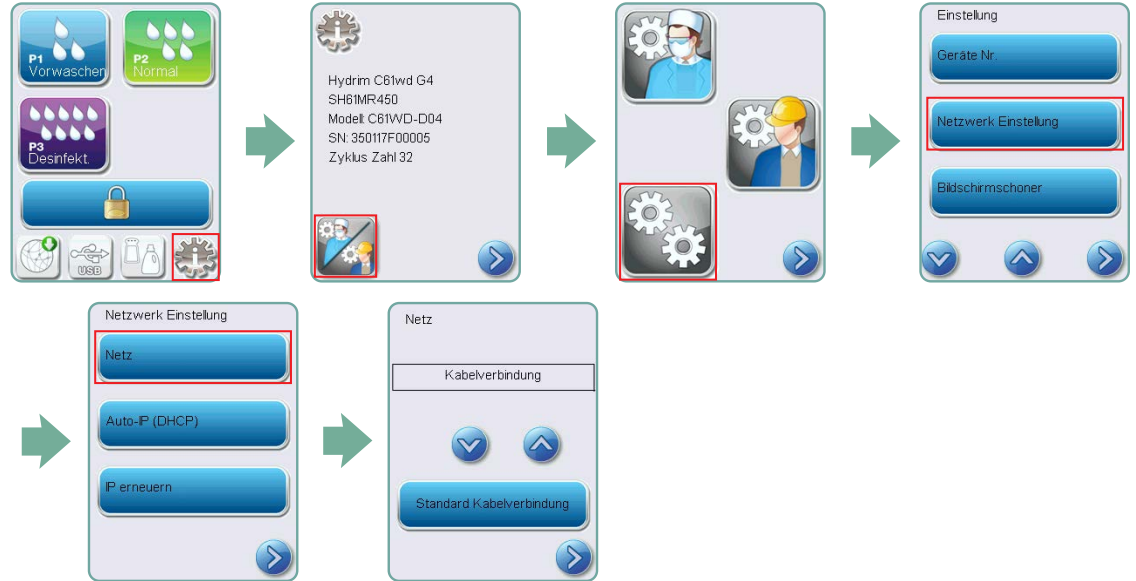 P1
Vorwaschen
P2
Normal
P3
Desinfekt.
USB
Hydrim C61wd G4
SH61MR450
Modell: C61WD-D04
SN: 350117F00005
Zyklus Zahl 32
Einstellung
Geräte Nr.
Netzwerk Einstellung
Bildschirmschoner
Netzwerk Einstellung
Netz
Auto-IP (DHCP)
IP erneuern
Netz
Kabelverbindung
Standard Kabelverbindung